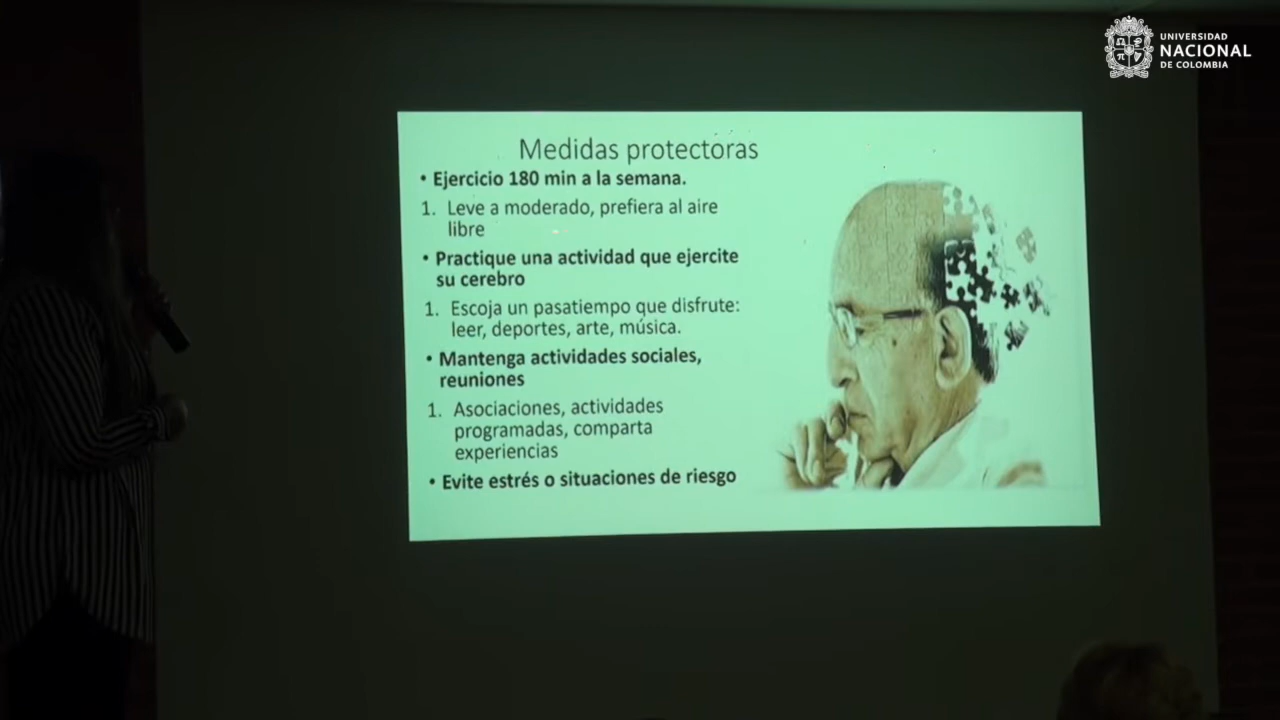 UNIVERSIDAD
NACIONAL
DE COLOMBIA
Medidas protectoras
• Ejercicio 180 min a la semana.
1. Leve a moderado, prefiera al aire
libre
• Practique una actividad que ejercite
su cerebro
1. Escoja un pasatiempo que disfrute:
leer, deportes, arte, música.
• Mantenga actividades sociales,
reuniones
1. Asociaciones, actividades
programadas, comparta
experiencias
• Evite estrés o situaciones de riesgo